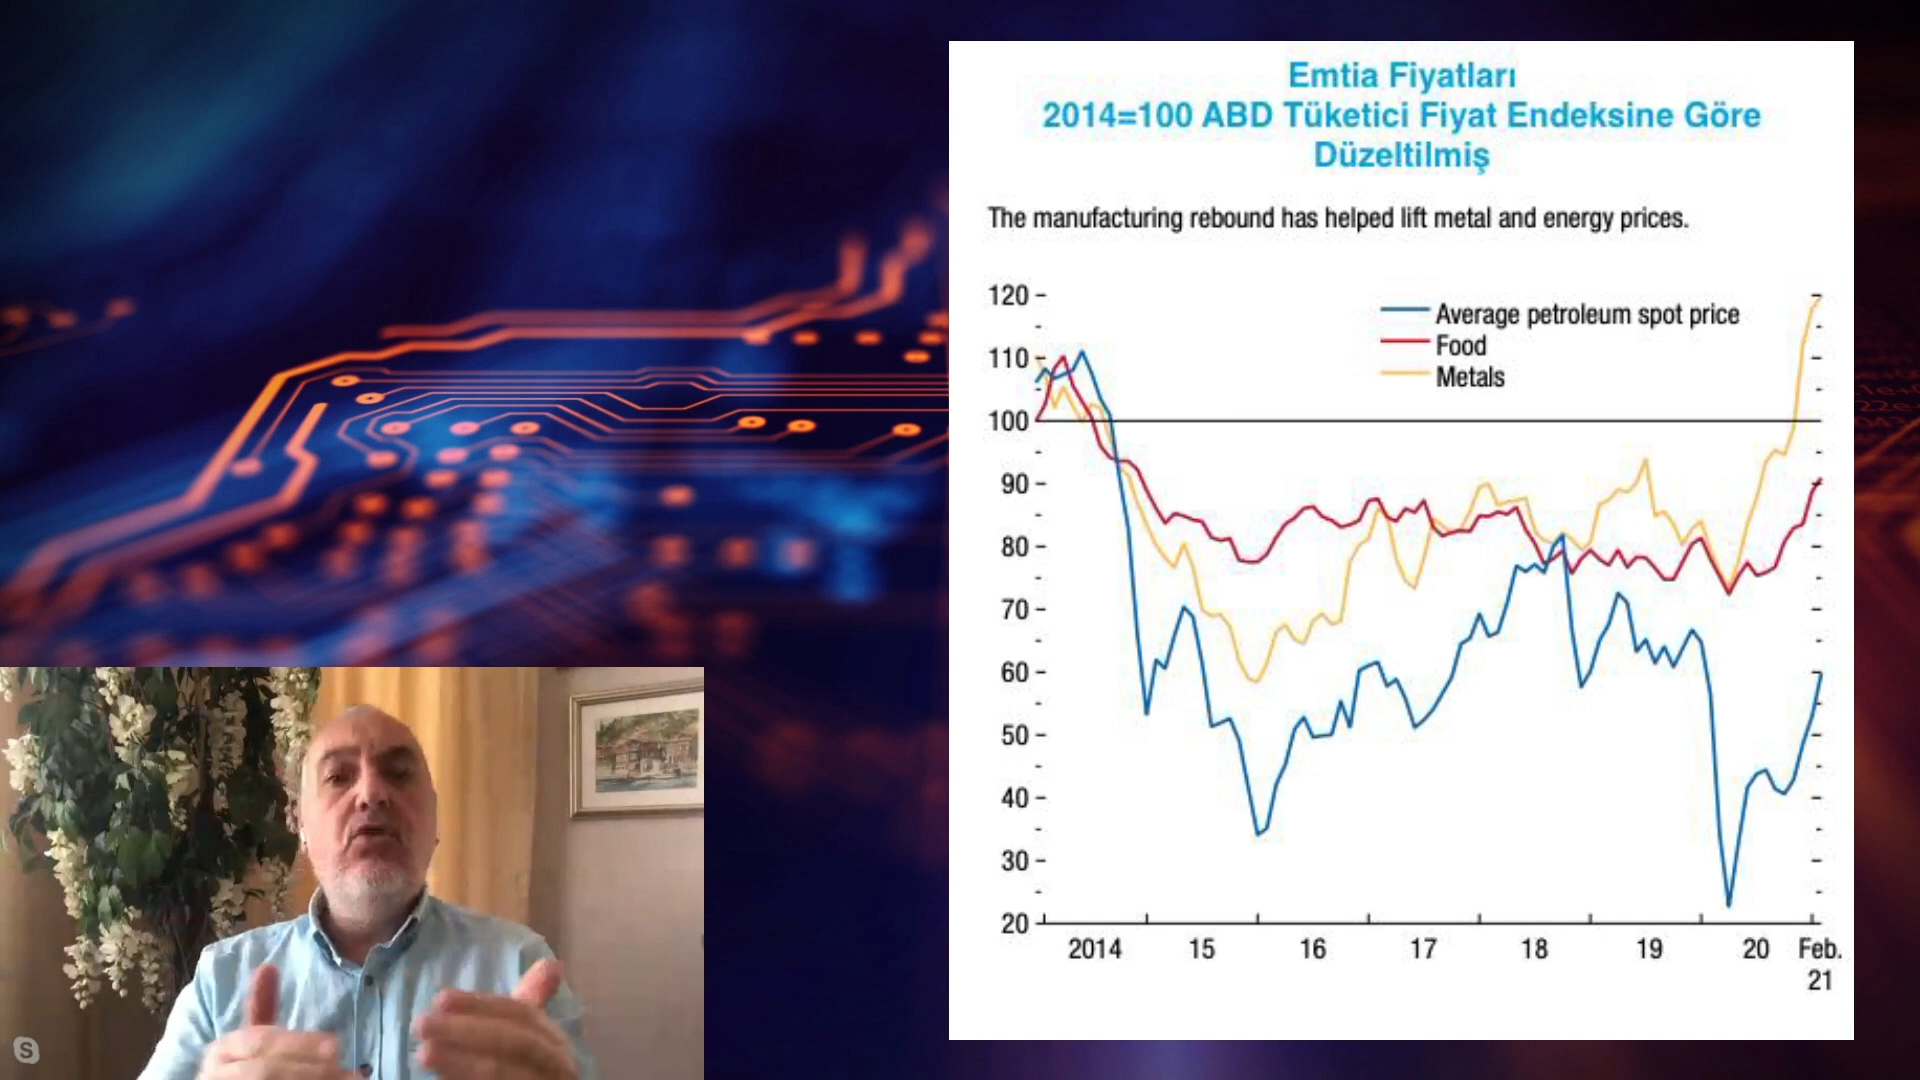 Emtia Fiyatları
2014=100 ABD Tüketici Fiyat Endeksine Göre
Düzeltilmiş
The manufacturing rebound has helped lift metal and energy prices.
120
Average petroleum spot price
Food
110
Metals
100
90
80
70
60
50
40
30
20
2014 15 16 17 18 19 20 Feb.
21
S